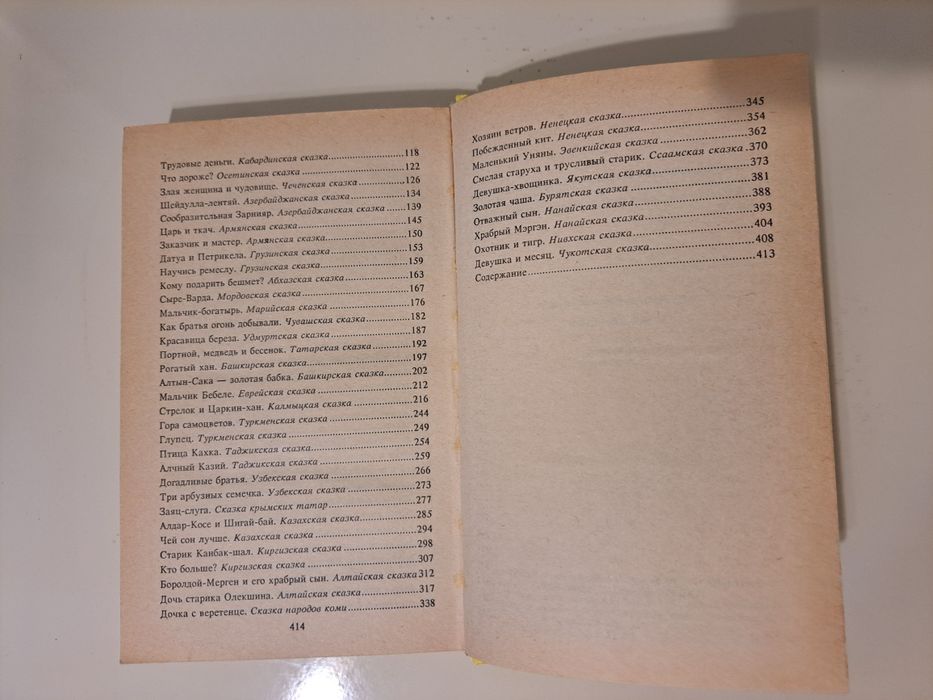 Трудовые деньги. Кабардинская сказка..........118
Что дороже? Осетинская сказка..........122
Злая женщина и чудовище. Чеченская сказка..........126
Шейдулла-лентяй. Азербайджанская сказка..........134
Сообразительная Зарнияр. Азербайджанская сказка..........139
Царь и ткач. Армянская сказка..........145
Заказчик и мастер. Армянская сказка..........150
Датуа и Петрикела. Грузинская сказка..........153
Научись ремеслу. Грузинская сказка..........159
Кому подарить бешмет? Абхазская сказка..........163
Сыре-Варда. Мордовская сказка..........167
Мальчик-богатырь. Марийская сказка..........176
Как братья огонь добывали. Чувашская сказка..........182
Красавица береза. Удмуртская сказка..........187
Портной, медведь и бесенок. Татарская сказка..........192
Рогатый хан. Башкирская сказка..........197
Алтын-Сака — золотая бабка. Башкирская сказка..........202
Мальчик Бебеле. Еврейская сказка..........212
Стрелок и Царкин-хан. Калмыцкая сказка..........216
Гора самоцветов. Туркменская сказка..........244
Глупец. Туркменская сказка..........249
Птица Кахка. Таджикская сказка..........254
Алчный Казий. Таджикская сказка..........259
Догадливые братья. Узбекская сказка..........266
Три арбузных семечка. Узбекская сказка..........273
Заяц-слуга. Сказка крымских татар..........277
Алдар-Косе и Шигай-бай. Казахская сказка..........285
Чей сон лучше. Казахская сказка..........294
Старик Канбак-шал. Киргизская сказка..........298
Кто больше? Киргизская сказка..........307
Боролдой-Мерген и его храбрый сын. Алтайская сказка 312
Дочь старика Олекшина. Алтайская сказка..........317
Дочка с веретенце. Сказка народов коми..........338
414
Хозяин ветров. Ненецкая сказка..........345
Побежденный кит. Ненецкая сказка..........354
Маленький Униany. Эвенкийская сказка..........362
Смелая старуха и трусливый старик. Ссаамская сказка .370
Девушка-хвощинка. Якутская сказка..........373
Золотая чаша. Бурятская сказка..........381
Отважный сын. Нанайская сказка..........388
Храбрый Мэргэн. Нанайская сказка..........393
Охотник и тигр. Нивхская сказка..........404
Девушка и месяц. Чукотская сказка..........408
Содержание..........413